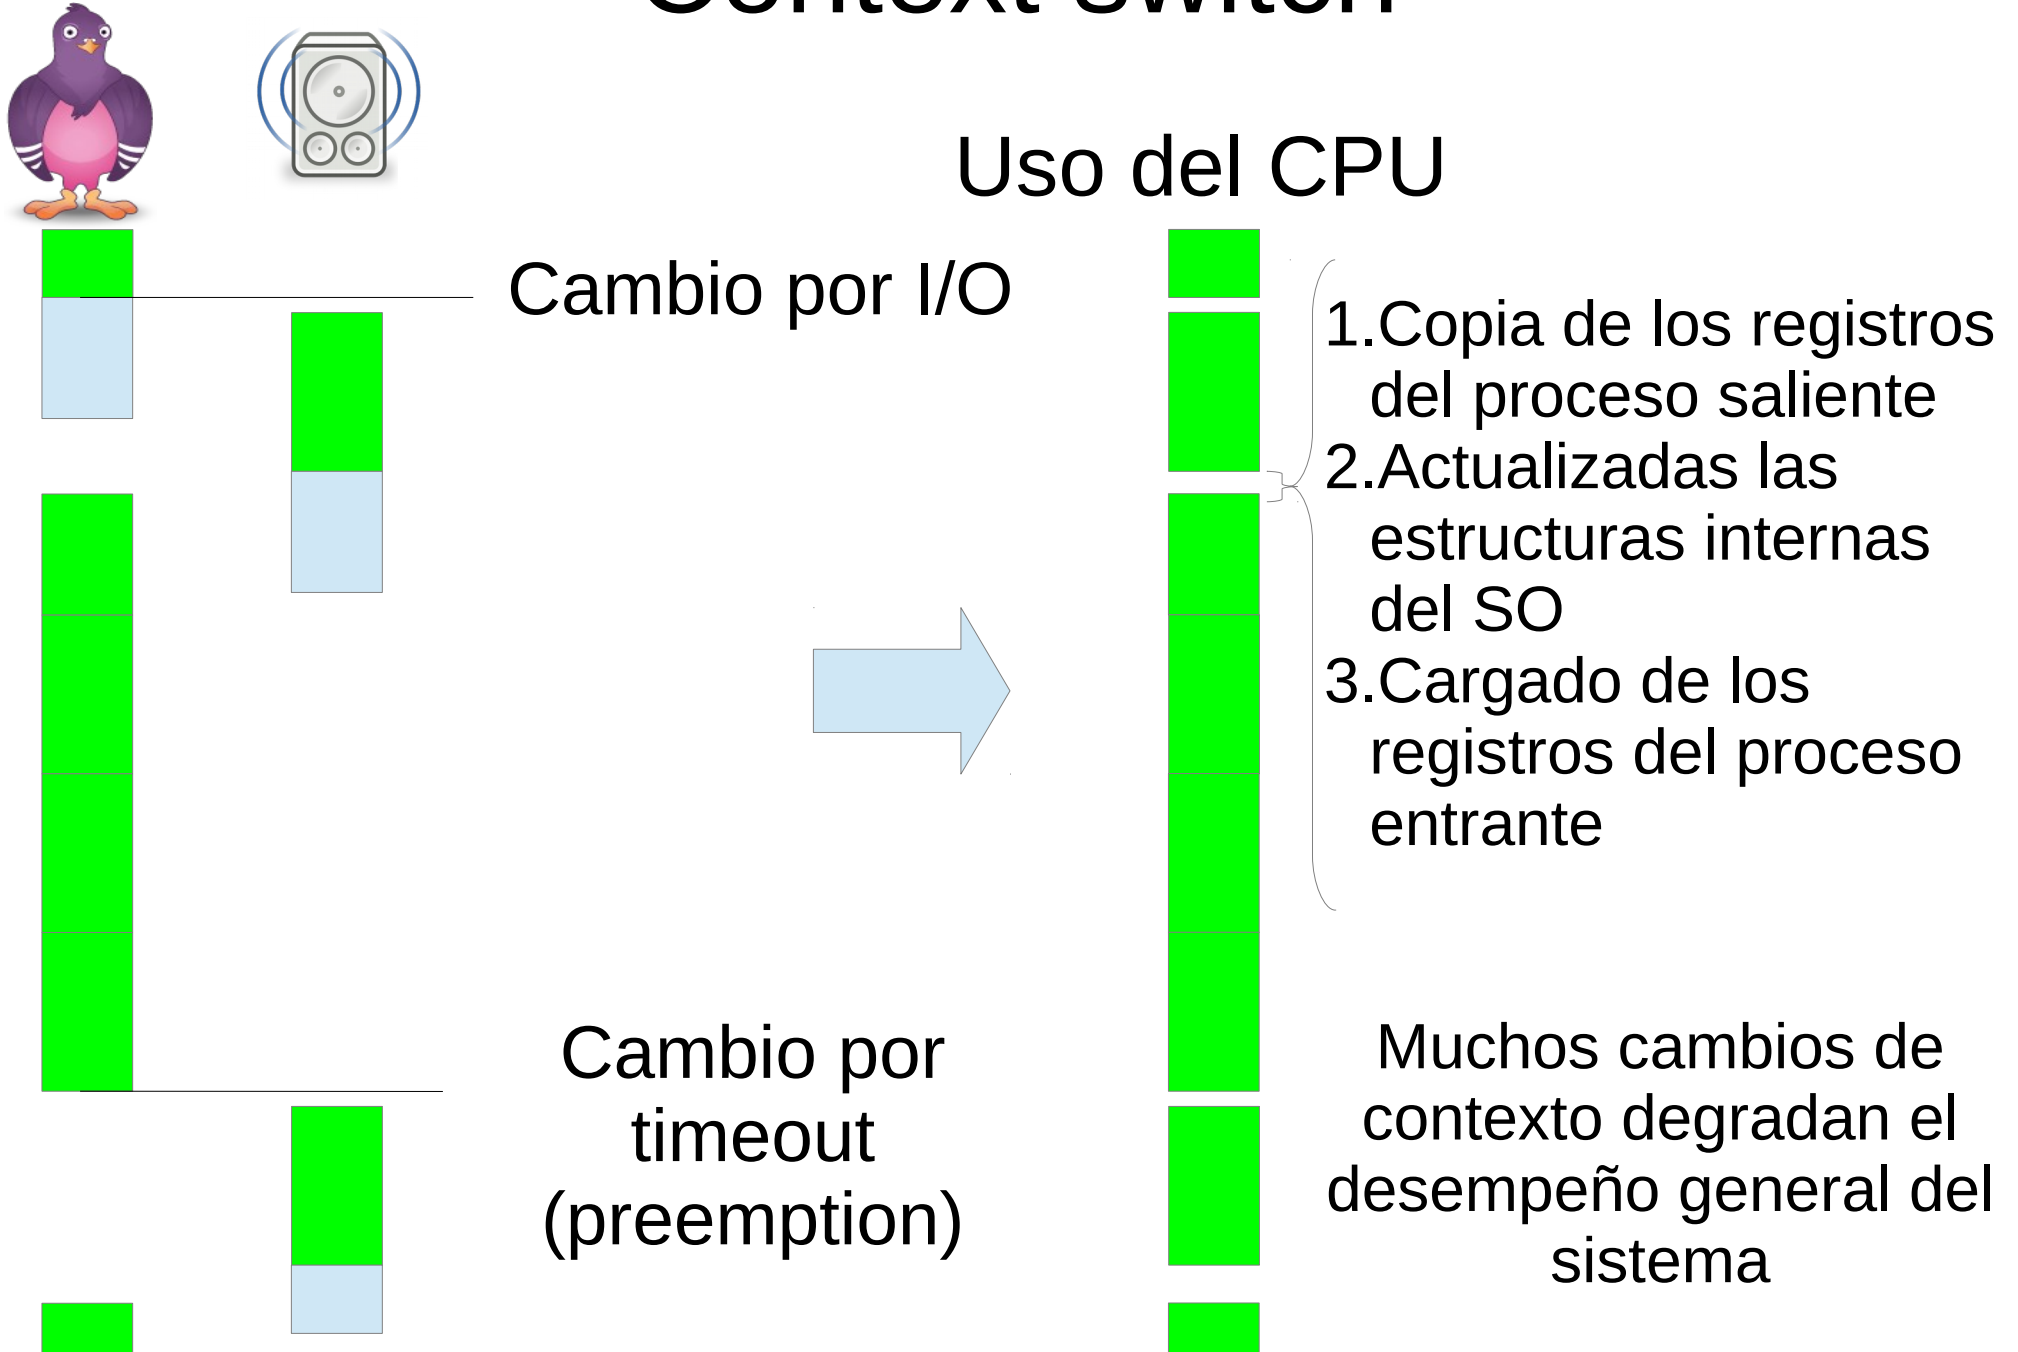 Context switch
Uso del CPU
Cambio por I/O
1.Copia de los registros
del proceso saliente
2.Actualizadas las
estructuras internas
del SO
3.Cargado de los
registros del proceso
entrante
Cambio por
timeout
(preemption)
Muchos cambios de
contexto degradan el
desempeño general del
sistema